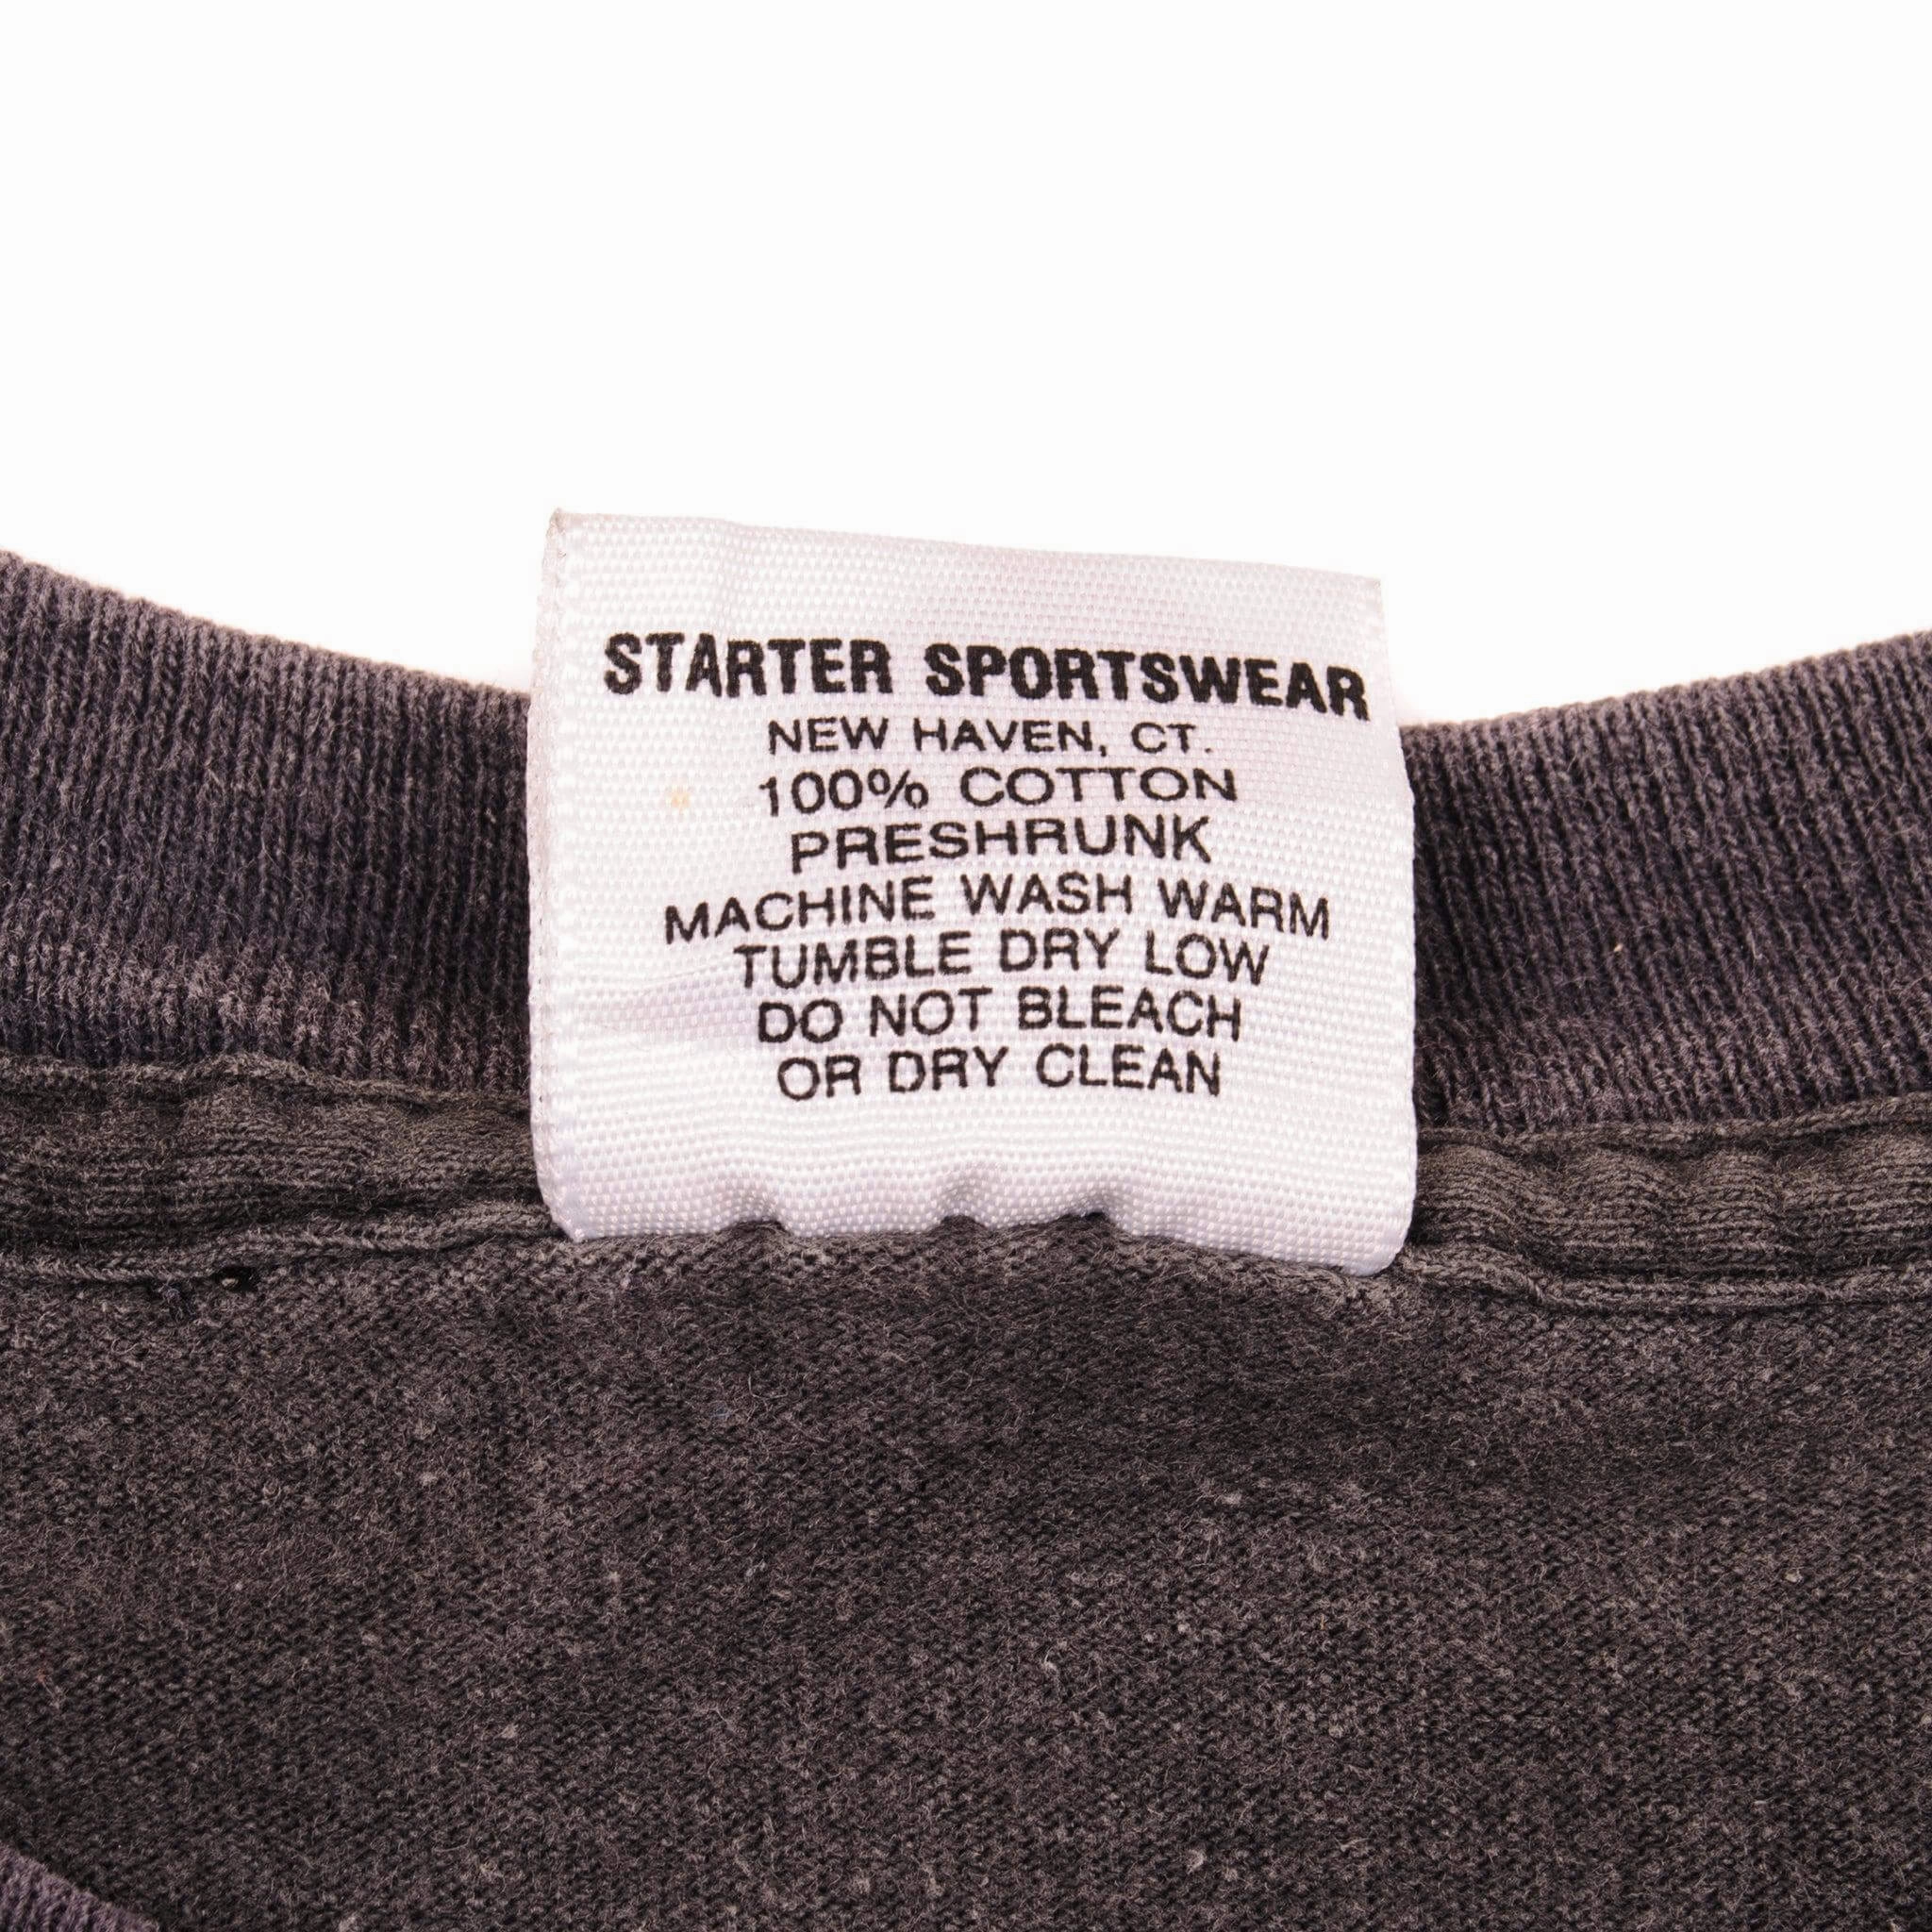 STARTER SPORTSWEAR
NEW HAVEN, CT.
100% COTTON
PRESHRUNK
MACHINE WASH WARM
TUMBLE DRY LOW
DO NOT BLEACH
OR DRY CLEAN